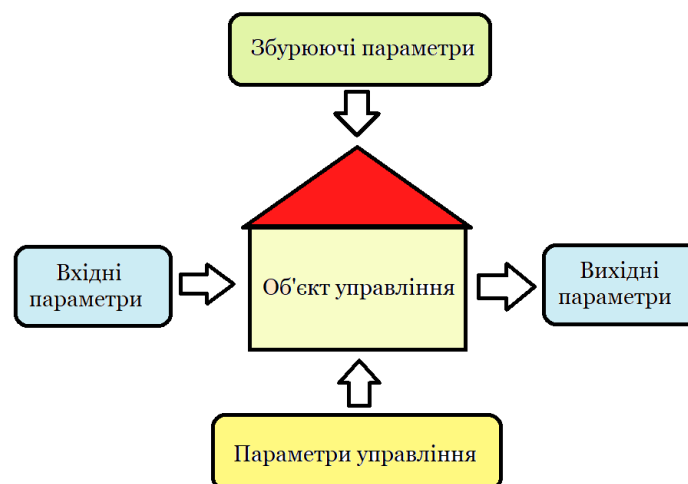 Збурюючі параметри
Вхідні
параметри
Об'єкт управління
Вихідні
параметри
Параметри управління